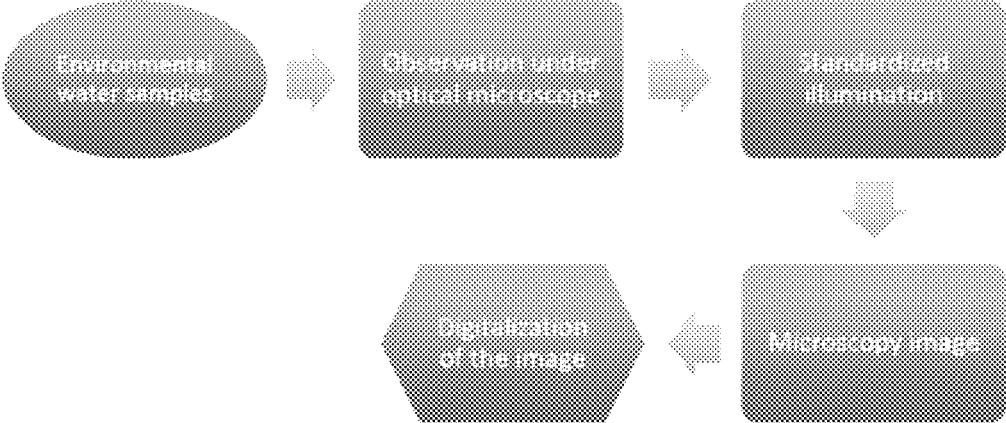 Environmental
water samples
Observation under
optical microscope
Standardized
illumination
Microscopy image
Digitalization
of the image